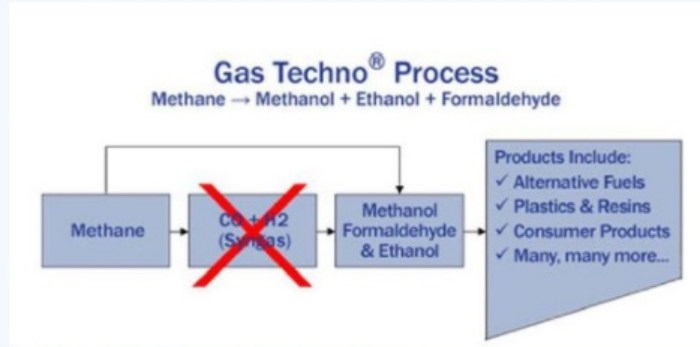 Gas Techno® Process
Methane → Methanol + Ethanol + Formaldehyde
Methane
CO + H2
(Syngas)
Methanol
Formaldehyde
& Ethanol
Products Include:
✓ Alternative Fuels
✓ Plastics & Resins
✓ Consumer Products
✓ Many, many more...